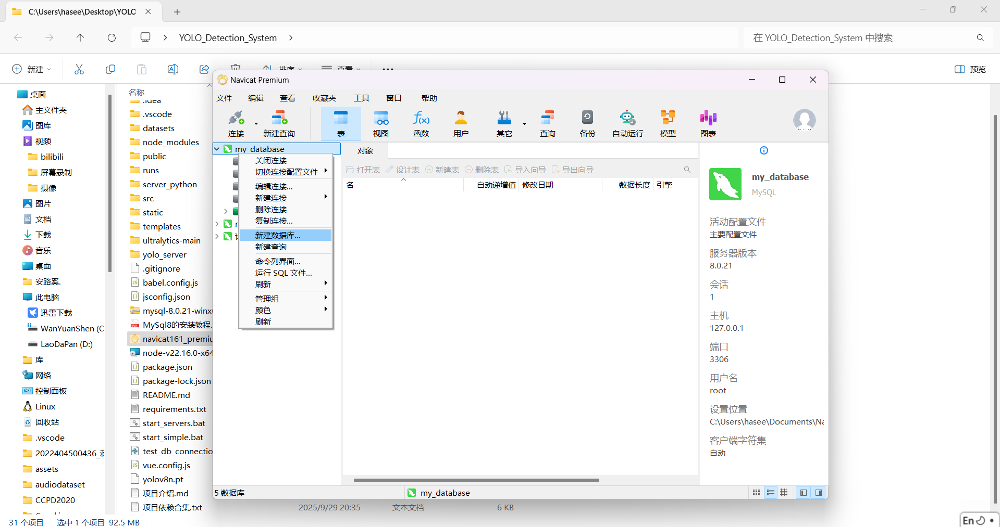 C:\Users\hasee\Desktop\YOLO
YOLO_Detection_System
在 YOLO_Detection_System 中搜索
新建
排序
查看
预览
桌面
主文件夹
图库
视频
bilibili
屏幕录制
摄像
图片
文档
下载
音乐
桌面
安路奚.
此电脑
迅雷下载
WanYuanShen (C
LaoDaPan (D:)
库
网络
控制面板
Linux
回收站
.vscode
2022404500436_
assets
audiodataset
CCPD2020
名称
.idea
.vscode
datasets
node_modules
public
runs
server_python
src
static
templates
ultralytics-main
yolo_server
.gitignore
babel.config.js
jsconfig.json
mysql-8.0.21-winx
MySql8的安装教程.
navicat161_premiu
node-v22.16.0-x64
package.json
package-lock.json
README.md
requirements.txt
start_servers.bat
start_simple.bat
test_db_connectio
vue.config.js
yolov8n.pt
项目介绍.md
项目依赖合集.txt
2025/9/29 20:35
文本文档
6 KB
31 个项目
选中 1 个项目 92.5 MB
Navicat Premium
文件 编辑 查看 收藏夹 工具 窗口 帮助
连接 新建查询 表 视图 函数 用户 其它 查询 备份 自动运行 模型 图表
my_database
关闭连接
切换连接配置文件
编辑连接...
新建连接
删除连接
复制连接...
新建数据库...
新建查询
命令列界面...
运行 SQL 文件...
刷新
管理组
颜色
刷新
对象
打开表 设计表 新建表 删除表 导入向导 导出向导
名 自动递增值 修改日期 数据长度 引擎
my_database
MySQL
活动配置文件
主要配置文件
服务器版本
8.0.21
会话
1
主机
127.0.0.1
端口
3306
用户名
root
设置位置
C:\Users\hasee\Documents\Na
客户端字符集
自动
5 数据库
my_database
En